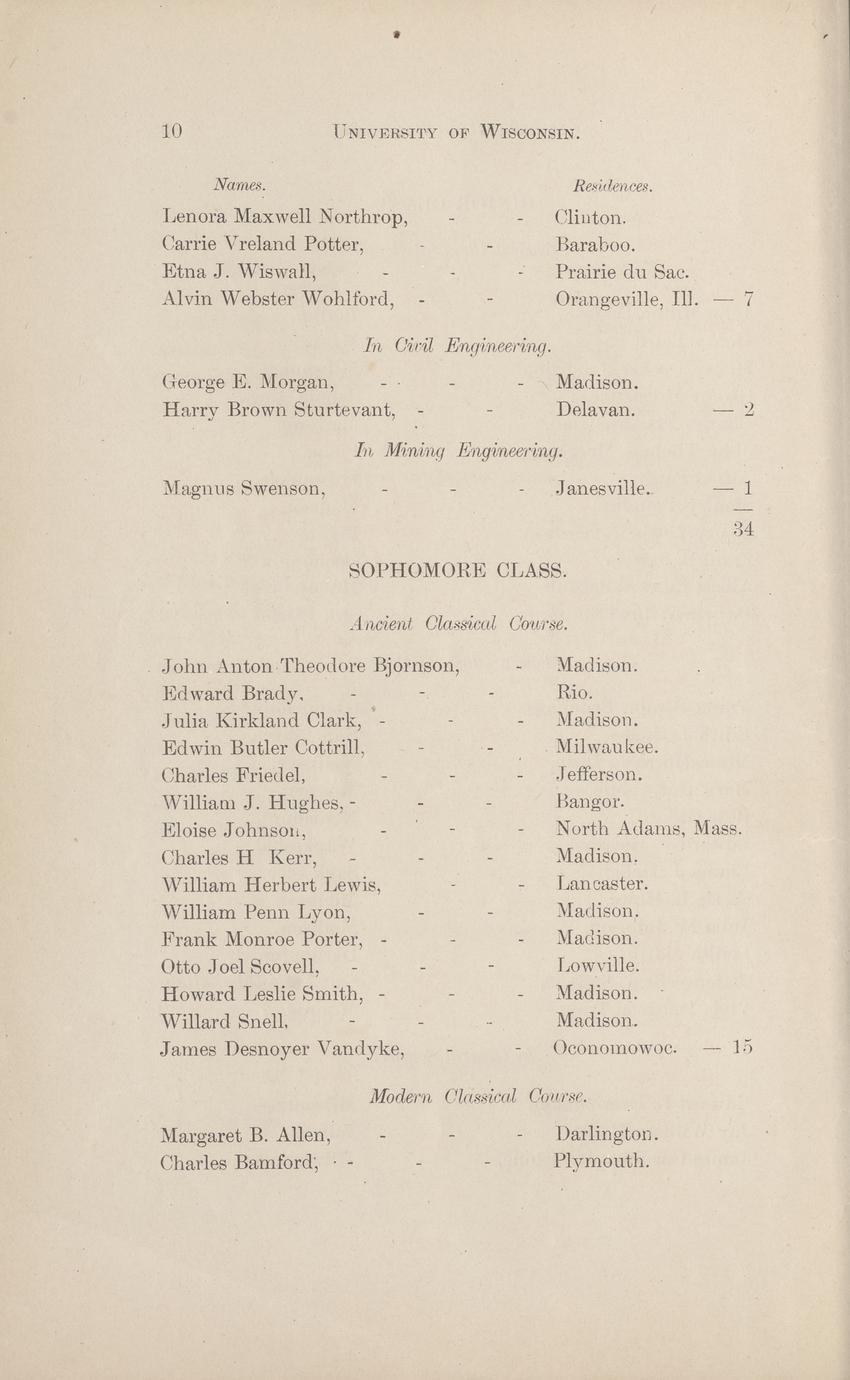 10 University of Wisconsin.
Names. Residences.
Lenora Maxwell Northrop, - - Clinton.
Carrie Vreland Potter, - - Baraboo.
Etna J. Wiswall, - - - Prairie du Sac.
Alvin Webster Wohlford, - - Orangeville, Ill. — 7
In Civil Engineering.
George E. Morgan, - - - Madison.
Harry Brown Sturtevant, - - Delavan. — 2
In Mining Engineering.
Magnus Swenson, - - - Janesville. — 1
34
SOPHOMORE CLASS.
Ancient Classical Course.
John Anton Theodore Bjornson, - Madison.
Edward Brady, - - - Rio.
Julia Kirkland Clark, - - - Madison.
Edwin Butler Cottrill, - - Milwaukee.
Charles Friedel, - - - Jefferson.
William J. Hughes, - - - Bangor.
Eloise Johnson, - - - North Adams, Mass.
Charles H Kerr, - - - Madison.
William Herbert Lewis, - - Lancaster.
William Penn Lyon, - - Madison.
Frank Monroe Porter, - - - Madison.
Otto Joel Scovell, - - - Lowville.
Howard Leslie Smith, - - - Madison.
Willard Snell, - - - Madison.
James Desnoyer Vandyke, - - Oconomowoc. — 15
Modern Classical Course.
Margaret B. Allen, - - - Darlington.
Charles Bamford, - - - Plymouth.